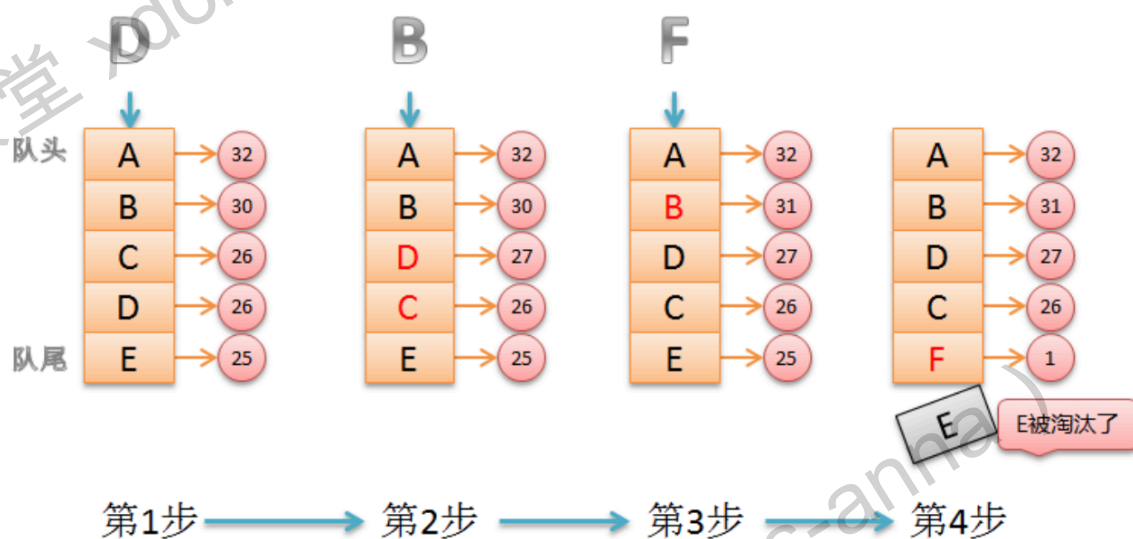 D B F
队头 A 32 A 32 A 32 A 32
B 30 B 30 B 31 B 31
C 26 D 27 D 27 D 27
D 26 C 26 C 26 C 26
队尾 E 25 E 25 E 25 F 1
E E被淘汰了
第1步 第2步 第3步 第4步